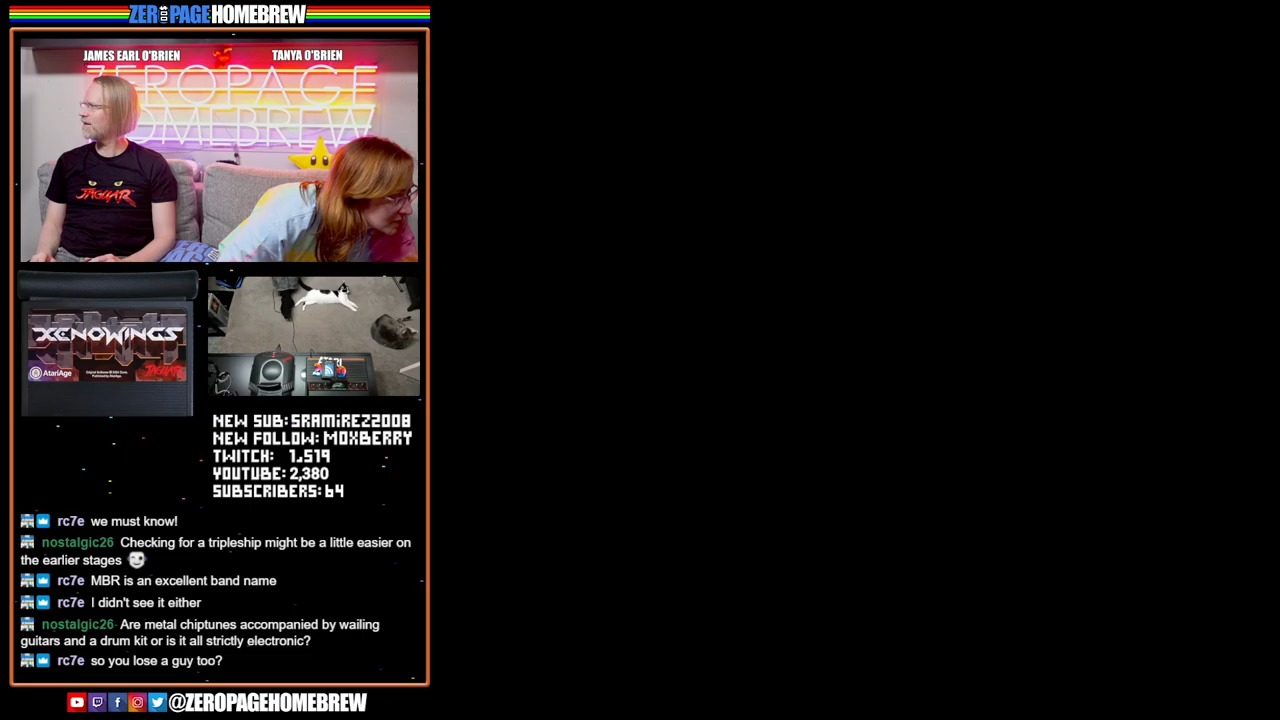 ZEROPAGE HOMEBREW
JAMES EARL O'BRIEN
TANYA O'BRIEN
ZEROPAGE
HOMEBREW
JAGUAR
XENOWINGS
AtariAge
JAGUAR
ATARI
NEW SUB: SRAMIREZ2008
NEW FOLLOW: MOXBERRY
TWITCH: 1,519
YOUTUBE: 2,380
SUBSCRIBERS: 64
rc7e we must know!
nostalgic26 Checking for a tripleship might be a little easier on
the earlier stages
rc7e MBR is an excellent band name
rc7e I didn't see it either
nostalgic26 Are metal chiptunes accompanied by wailing
guitars and a drum kit or is it all strictly electronic?
rc7e so you lose a guy too?
@ZEROPAGEHOMEBREW